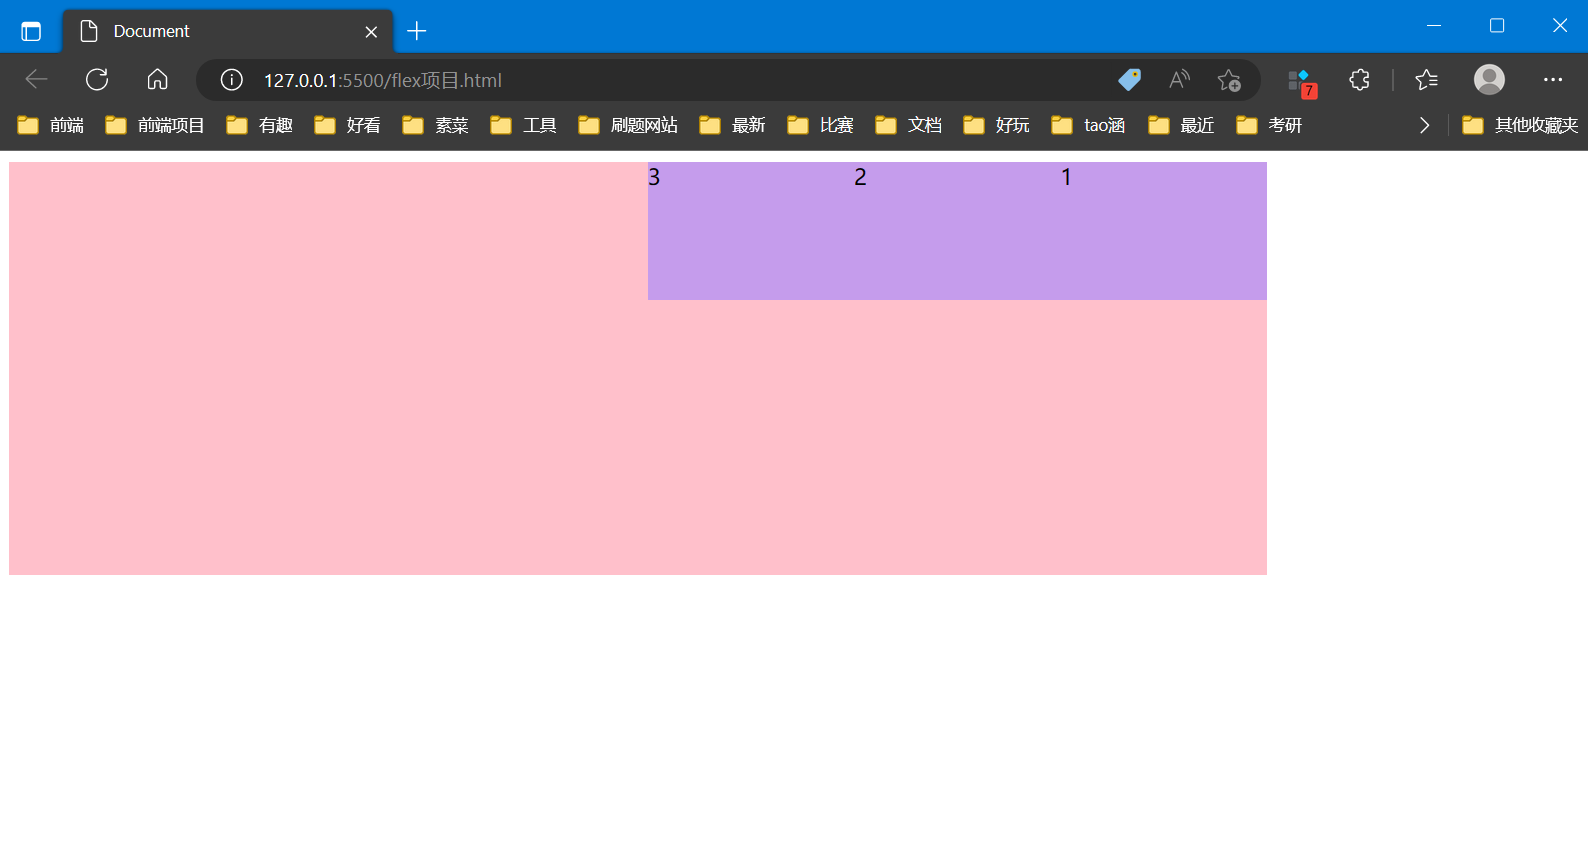 Document
127.0.0.1:5500/flex项目.html
7
前端 前端项目 有趣 好看 素菜 工具 刷题网站 最新 比赛 文档 好玩 tao涵 最近 考研 其他收藏夹
3 2 1